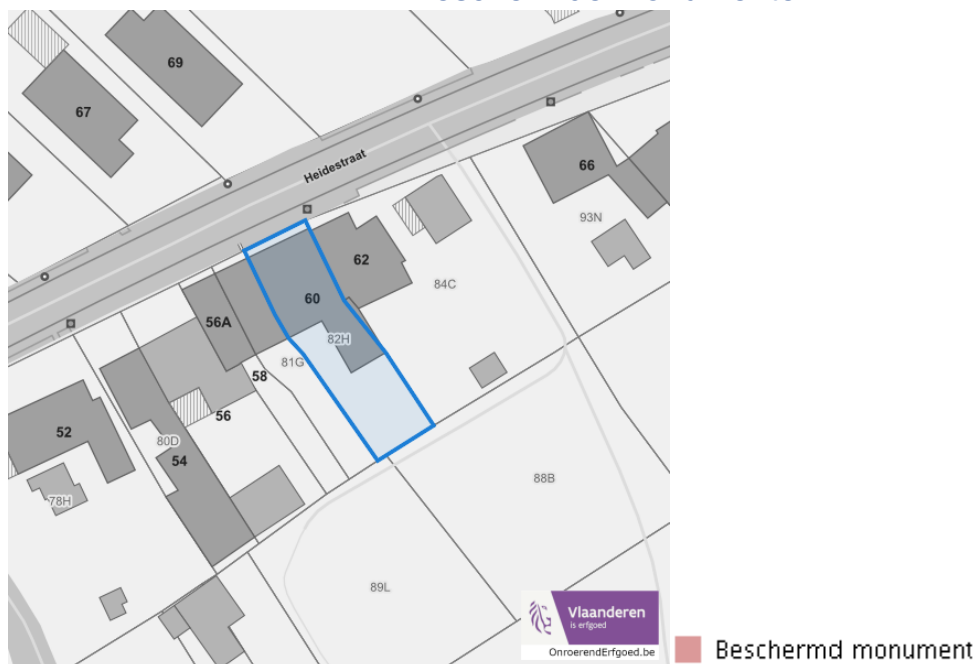 69
67
Heidestraat
66
93N
62
84C
60
56A
82H
81G
58
56
52
80D
54
88B
78H
89L
Vlaanderen
is erfgoed
OnroerendErfgoed.be
Beschermd monument